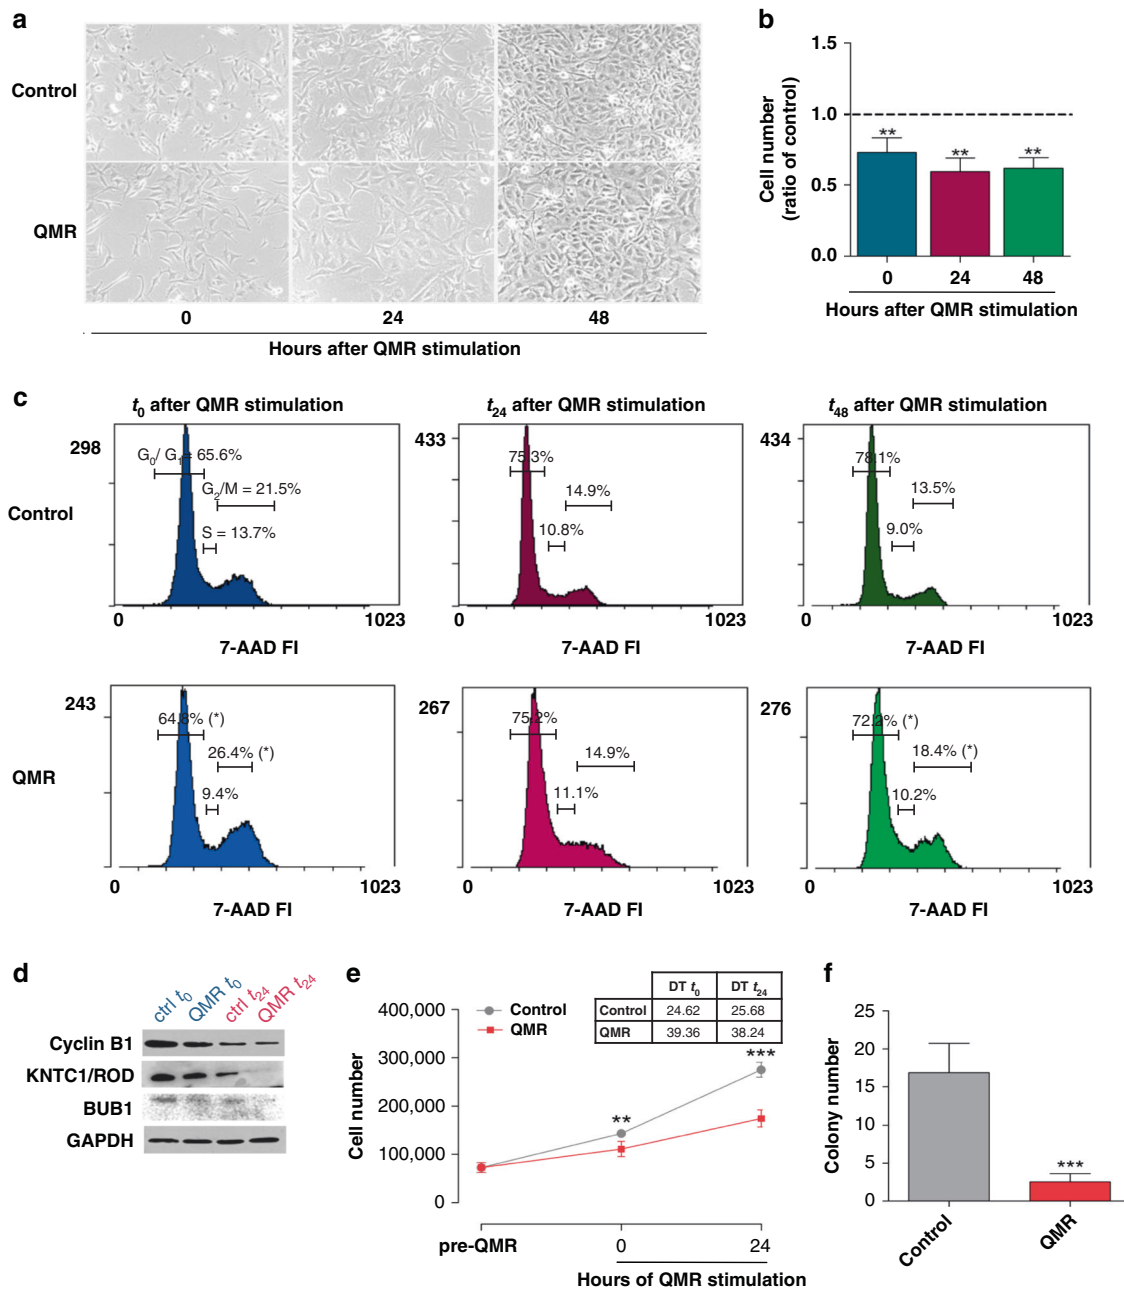 a
Control
QMR
0 24 48
Hours after QMR stimulation
b
Cell number
(ratio of control)
1.5
1.0
0.5
0.0
** ** **
0 24 48
Hours after QMR stimulation
c
t0 after QMR stimulation
t24 after QMR stimulation
t48 after QMR stimulation
Control
298
G0/ G1= 65.6%
G2/M = 21.5%
S = 13.7%
0 1023
7-AAD FI
433
75.3%
14.9%
10.8%
0 1023
7-AAD FI
434
78.1%
13.5%
9.0%
0 1023
7-AAD FI
QMR
243
64.8% (*)
26.4% (*)
9.4%
0 1023
7-AAD FI
267
75.2%
14.9%
11.1%
0 1023
7-AAD FI
276
72.2% (*)
18.4% (*)
10.2%
0 1023
7-AAD FI
d
ctrl t0
QMR t0
ctrl t24
QMR t24
Cyclin B1
KNTC1/ROD
BUB1
GAPDH
e
Cell number
400,000
300,000
200,000
100,000
0
Control
QMR
DT t0 DT t24
Control 24.62 25.68
QMR 39.36 38.24
**
***
pre-QMR 0 24
Hours of QMR stimulation
f
Colony number
25
20
15
10
5
0
***
Control
QMR